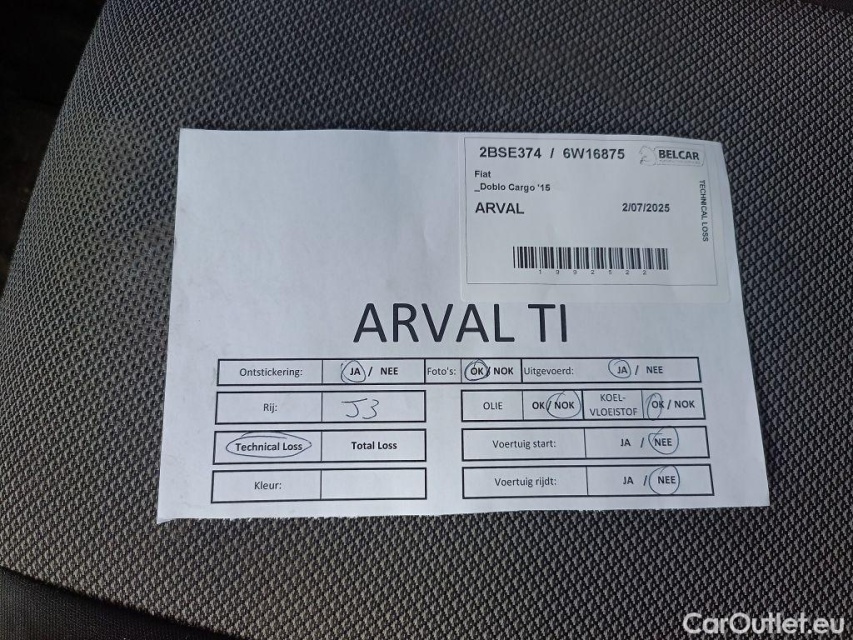 2BSE374 / 6W16875 BELCAR
Fiat
_Doblo Cargo '15
ARVAL 2/07/2025
TECHNICAL LOSS
1392522
ARVAL TI
Ontstickering: JA / NEE Foto's: OK / NOK Uitgevoerd: JA / NEE
Rij: J3 OLIE OK / NOK KOEL-VLOEISTOF OK / NOK
Technical Loss Total Loss Voertuig start: JA / NEE
Kleur: Voertuig rijdt: JA / NEE
CarOutlet.eu